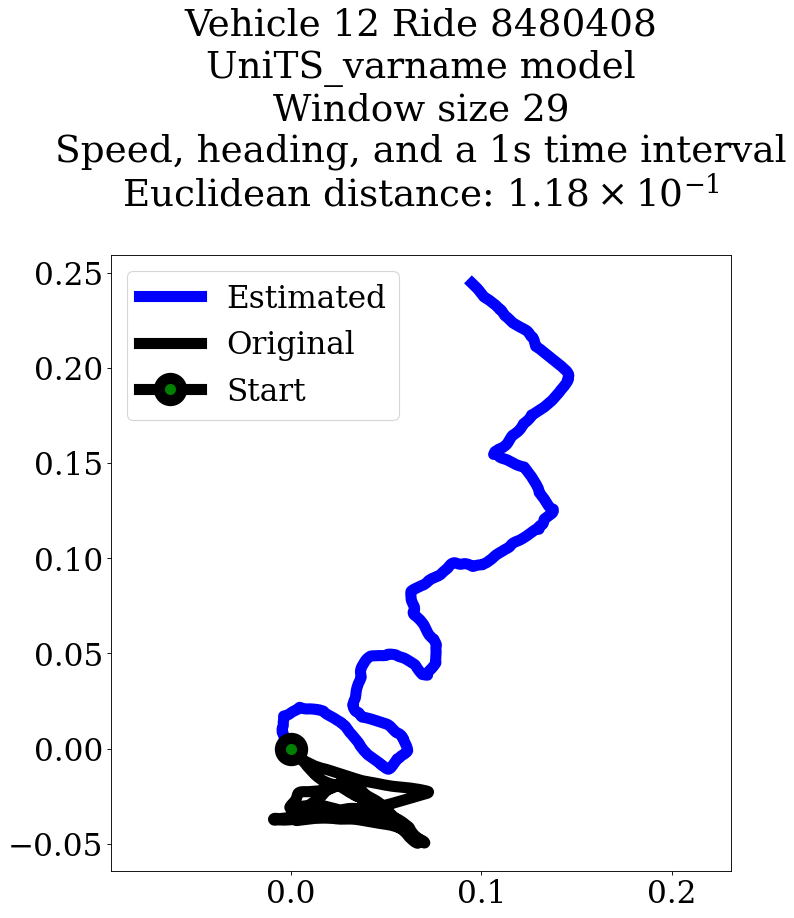 Vehicle 12 Ride 8480408
UniTS_varname model
Window size 29
Speed, heading, and a 1s time interval
Euclidean distance: 1.18 × 10⁻¹
Estimated
Original
Start
0.25
0.20
0.15
0.10
0.05
0.00
−0.05
0.0 0.1 0.2